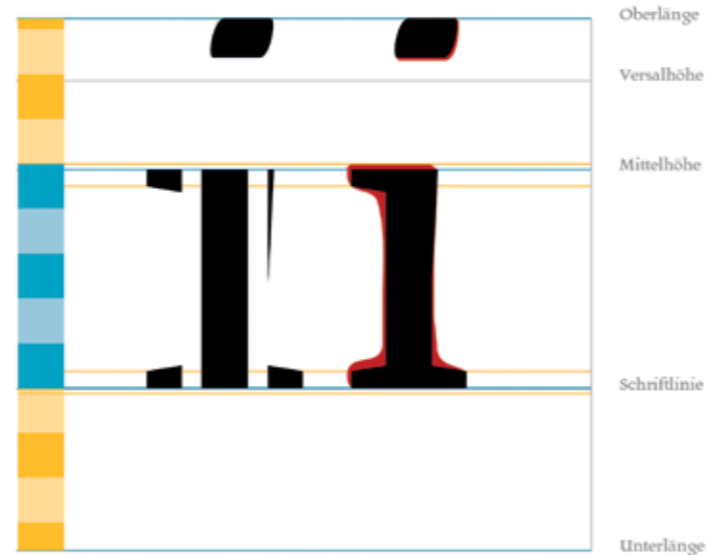 Oberlänge
Versalhöhe
Mittelhöhe
i i
Schriftlinie
Unterlänge